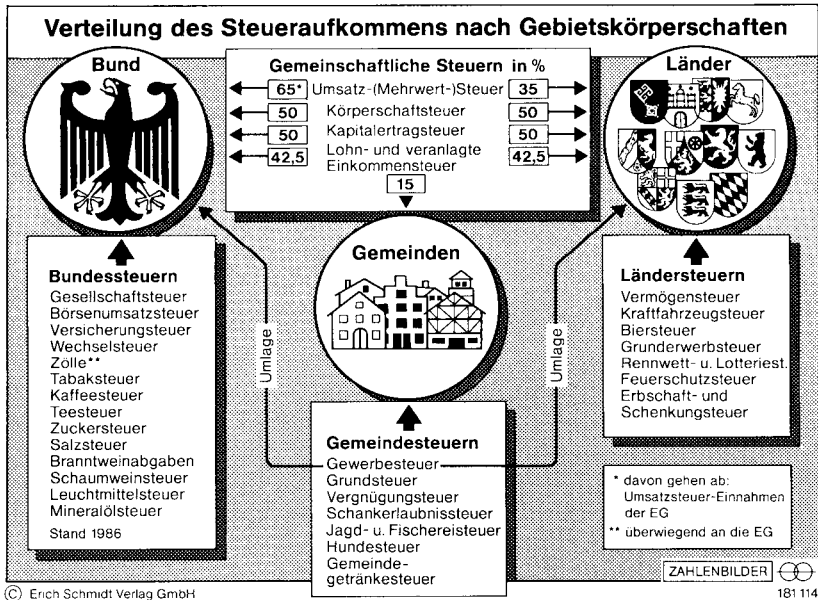 Verteilung des Steueraufkommens nach Gebietskörperschaften
Bund
Gemeinschaftliche Steuern in %
65* Umsatz-(Mehrwert-)Steuer 35
50 Körperschaftsteuer 50
50 Kapitalertragsteuer 50
42,5 Lohn- und veranlagte Einkommensteuer 42,5
15
Länder
Gemeinden
Bundessteuern
Gesellschaftsteuer
Börsenumsatzsteuer
Versicherungsteuer
Wechselsteuer
Zölle**
Tabaksteuer
Kaffeesteuer
Teesteuer
Zuckersteuer
Salzsteuer
Branntweinabgaben
Schaumweinsteuer
Leuchtmittelsteuer
Mineralölsteuer
Stand 1986
Umlage
Gemeindesteuern
Gewerbesteuer
Grundsteuer
Vergnügungsteuer
Schankerlaubnissteuer
Jagd- u. Fischereisteuer
Hundesteuer
Gemeinde-
getränkesteuer
Umlage
Ländersteuern
Vermögensteuer
Kraftfahrzeugsteuer
Biersteuer
Grunderwerbsteuer
Rennwett- u. Lotteriest.
Feuerschutzsteuer
Erbschaft- und
Schenkungsteuer
* davon gehen ab:
Umsatzsteuer-Einnahmen
der EG
** überwiegend an die EG
ZAHLENBILDER
© Erich Schmidt Verlag GmbH
181 114